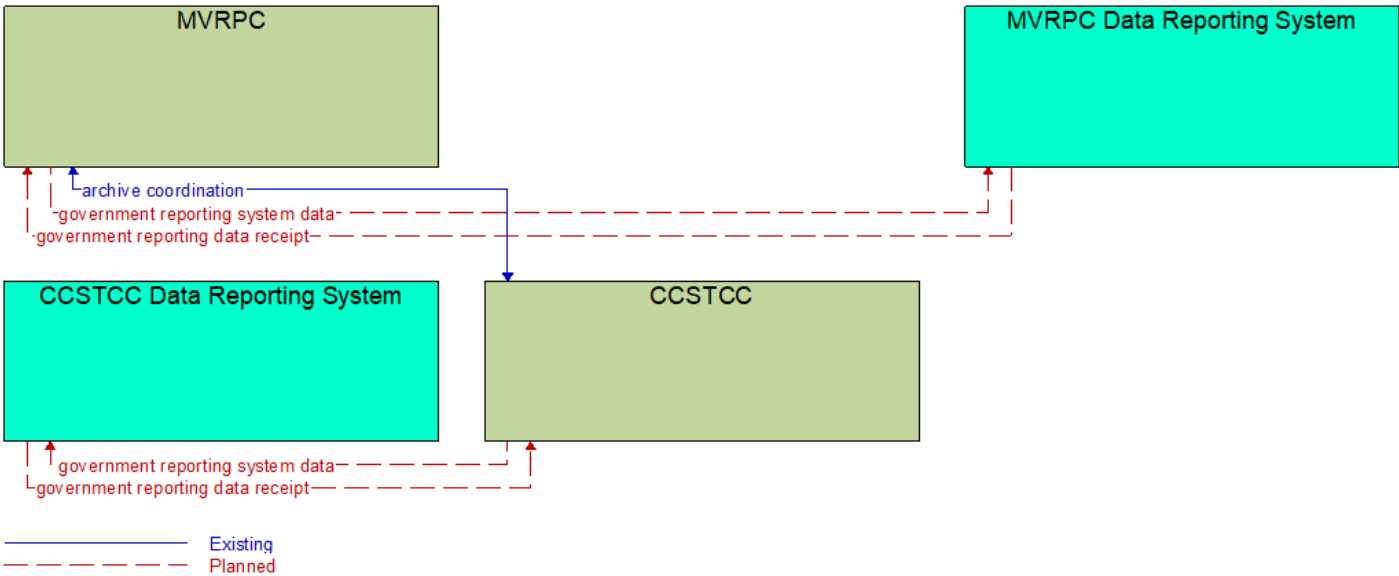 MVRPC
MVRPC Data Reporting System
archive coordination
government reporting system data
government reporting data receipt
CCSTCC Data Reporting System
CCSTCC
government reporting system data
government reporting data receipt
Existing
Planned